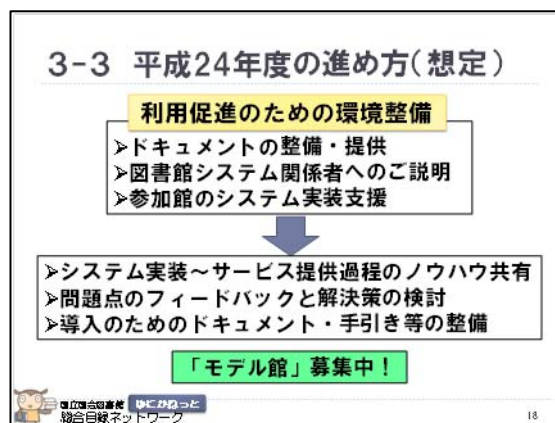 3-3 平成24年度の進め方(想定)
利用促進のための環境整備
➢ドキュメントの整備・提供
➢図書館システム関係者へのご説明
➢参加館のシステム実装支援
➢システム実装～サービス提供過程のノウハウ共有
➢問題点のフィードバックと解決策の検討
➢導入のためのドキュメント・手引き等の整備
「モデル館」募集中！
国立国会図書館 ゆにかねっと
総合目録ネットワーク
18